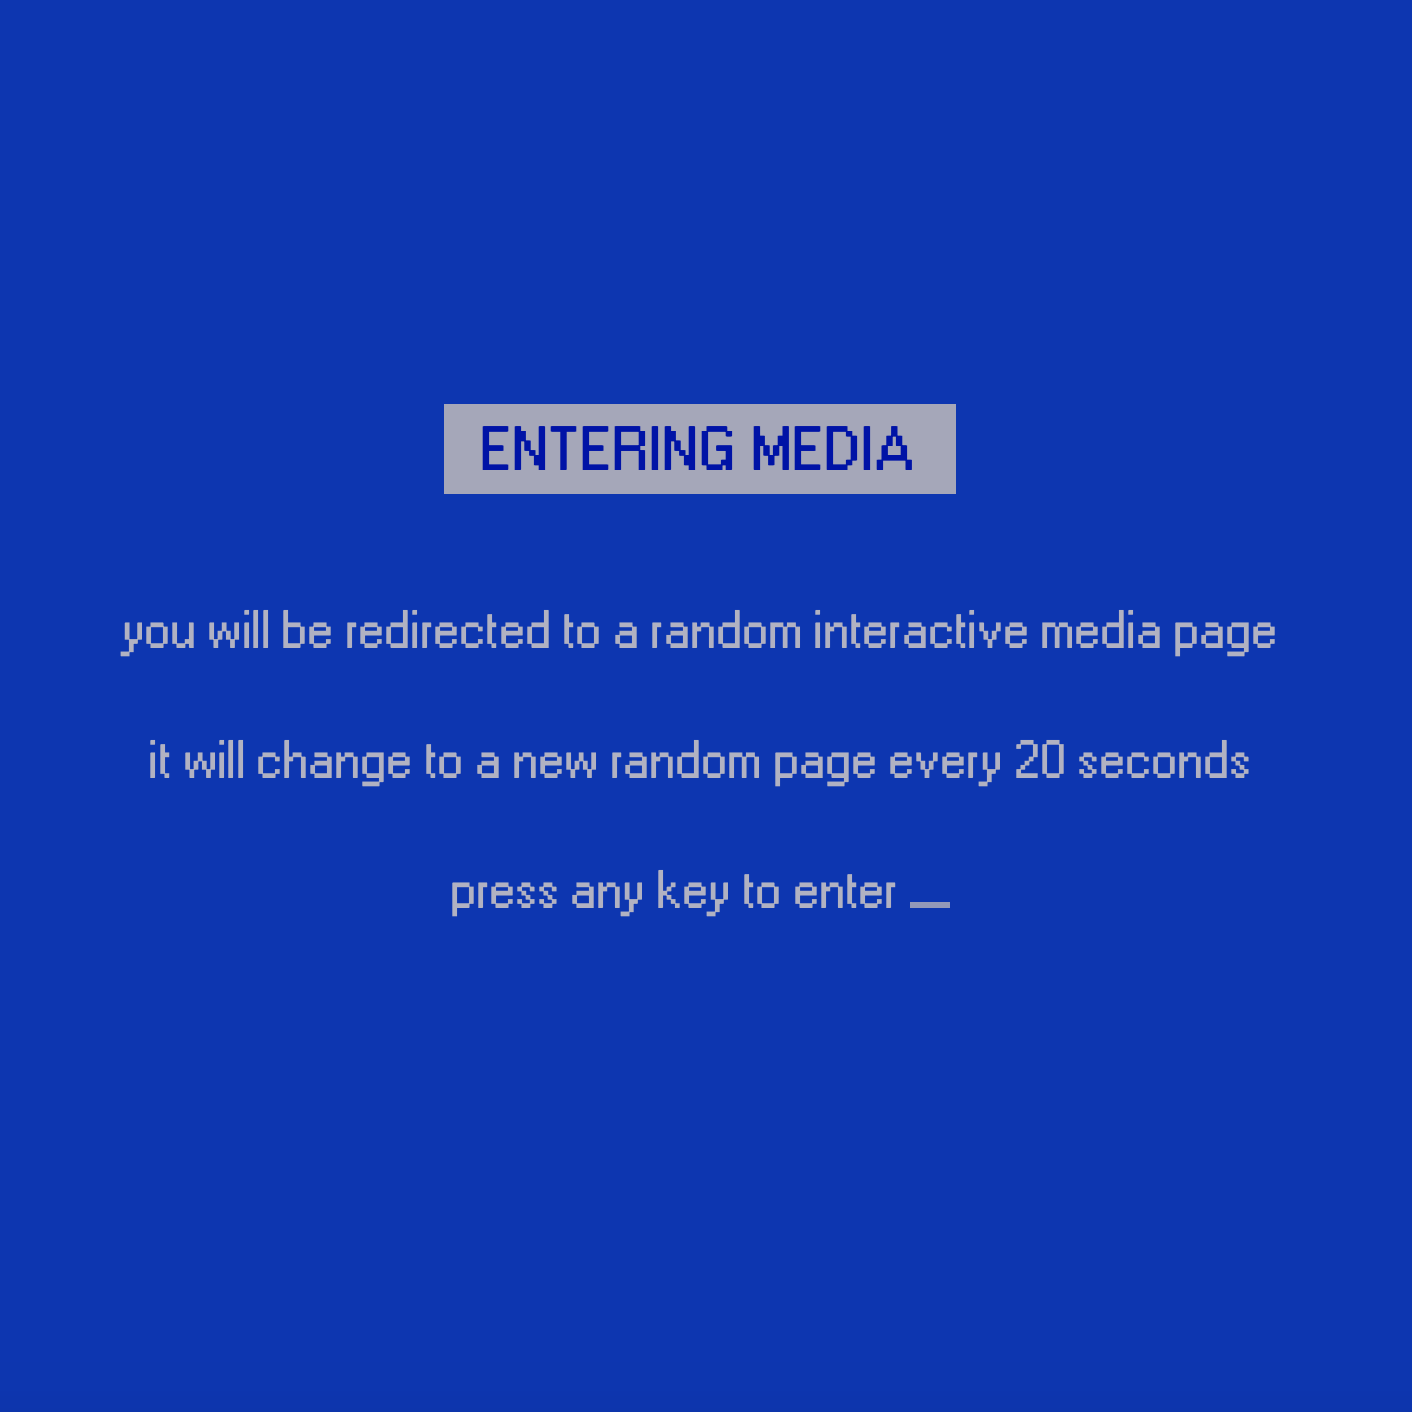 ENTERING MEDIA
you will be redirected to a random interactive media page
it will change to a new random page every 20 seconds
press any key to enter _